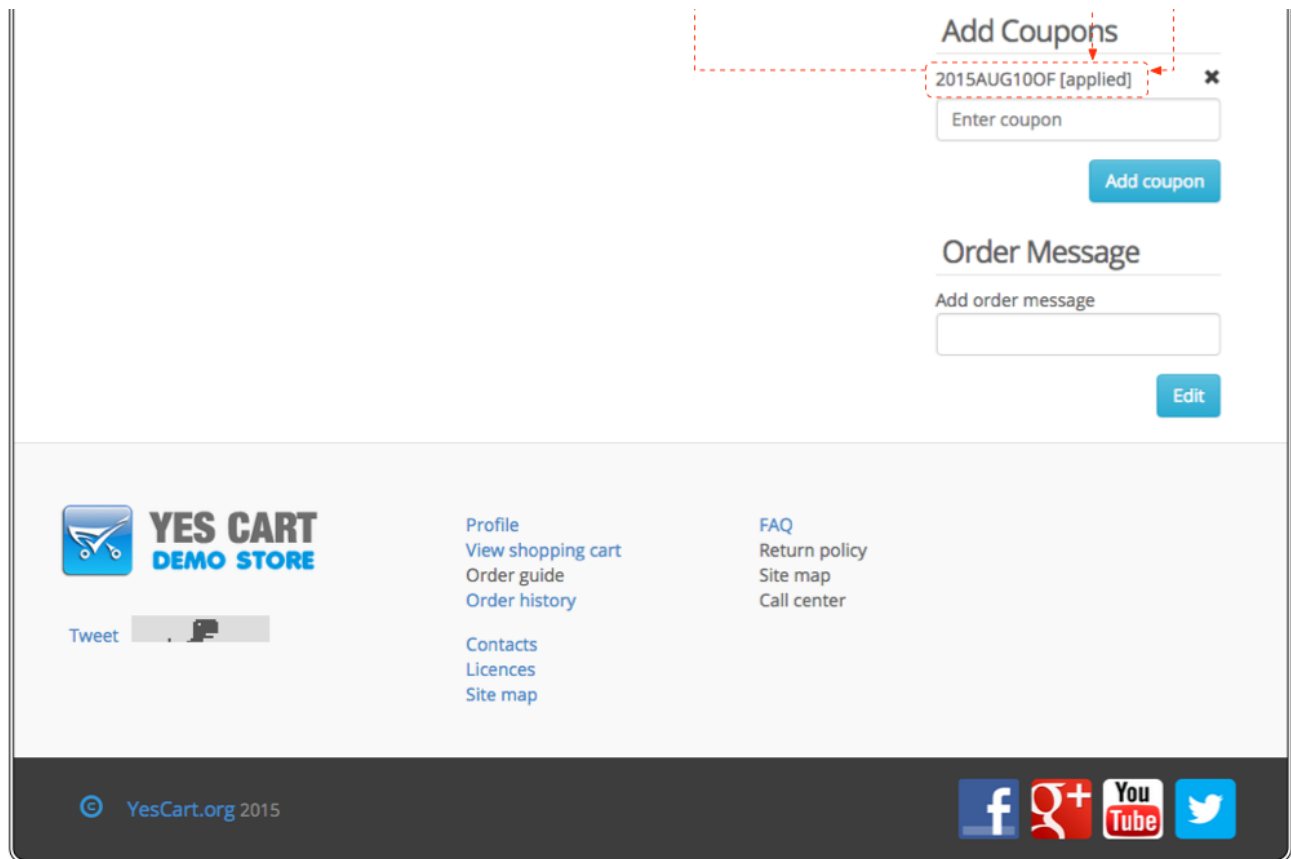 Add Coupons
2015AUG10OF [applied] ✖
Enter coupon
Add coupon
Order Message
Add order message
Edit
YES CART
DEMO STORE
Tweet
Profile
View shopping cart
Order guide
Order history
Contacts
Licences
Site map
FAQ
Return policy
Site map
Call center
© YesCart.org 2015
f g+ You Tube